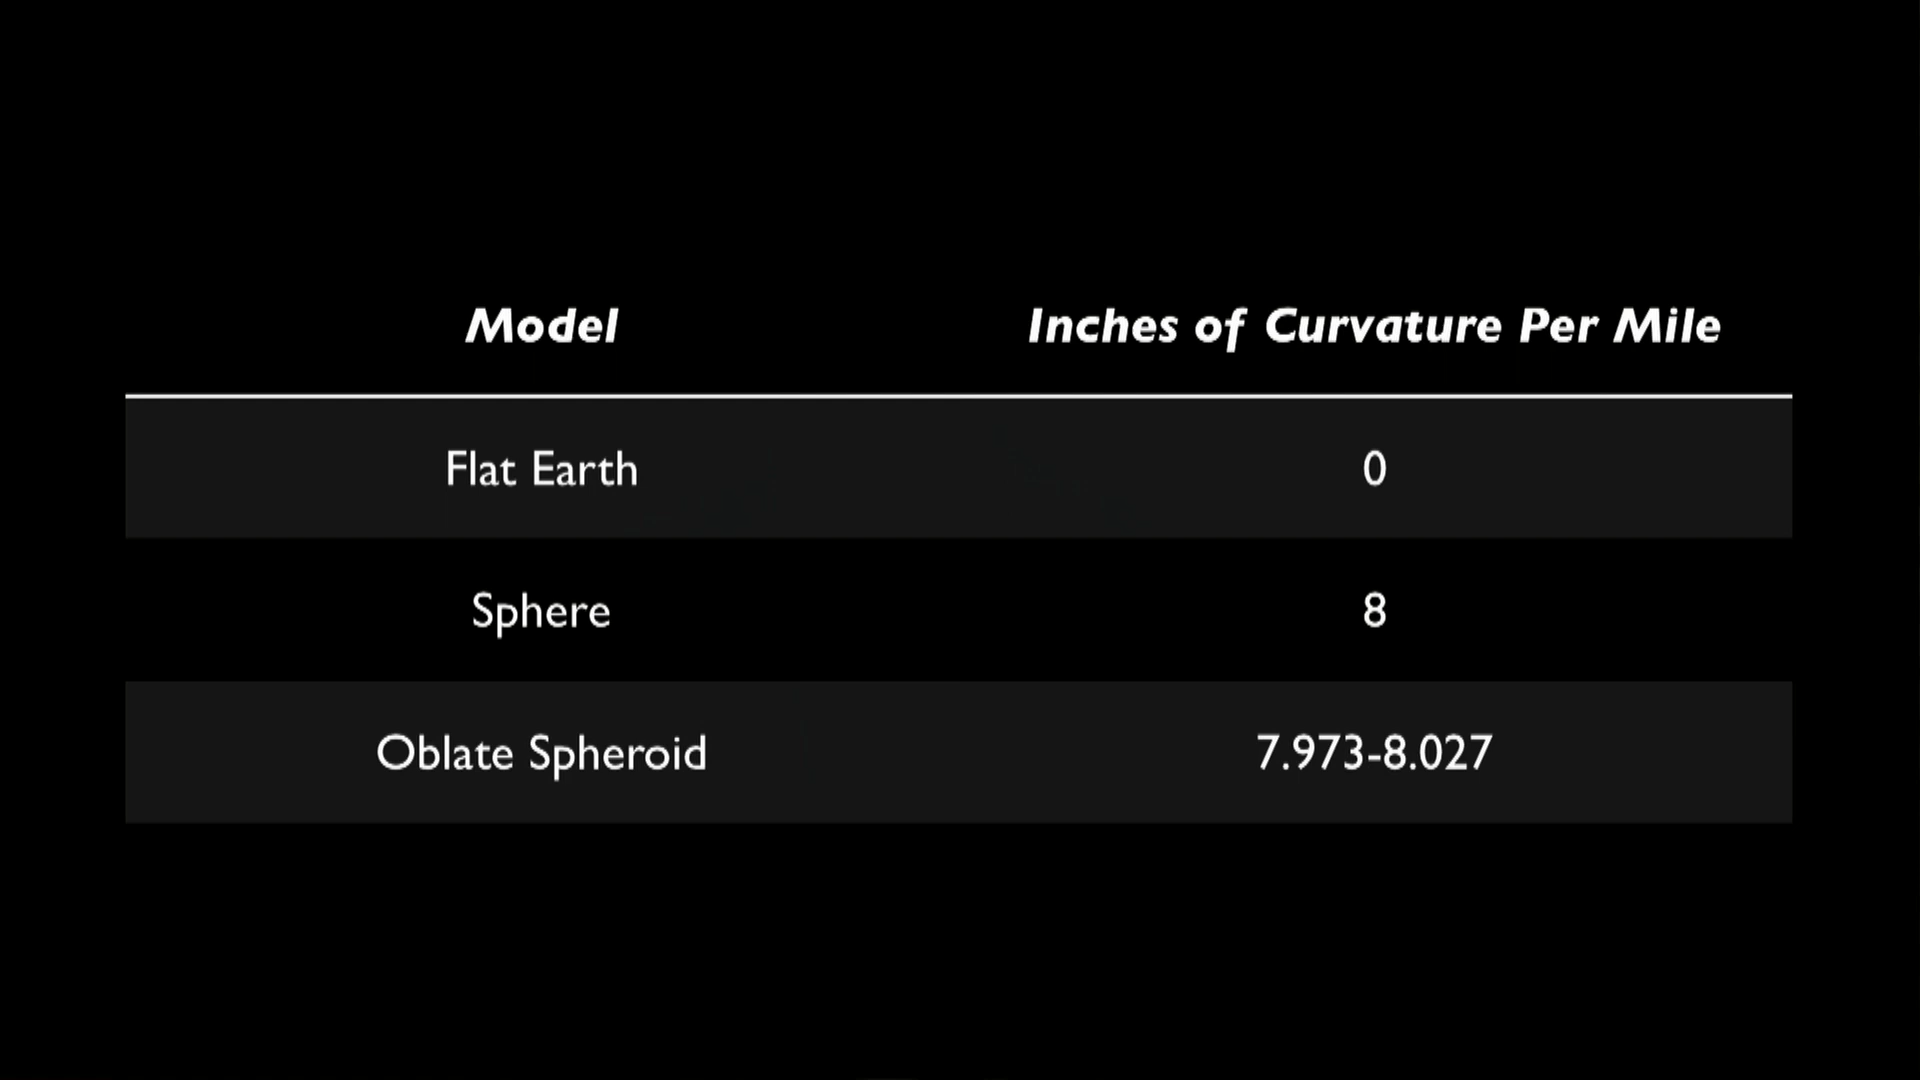 Model Inches of Curvature Per Mile
Flat Earth 0
Sphere 8
Oblate Spheroid 7.973-8.027